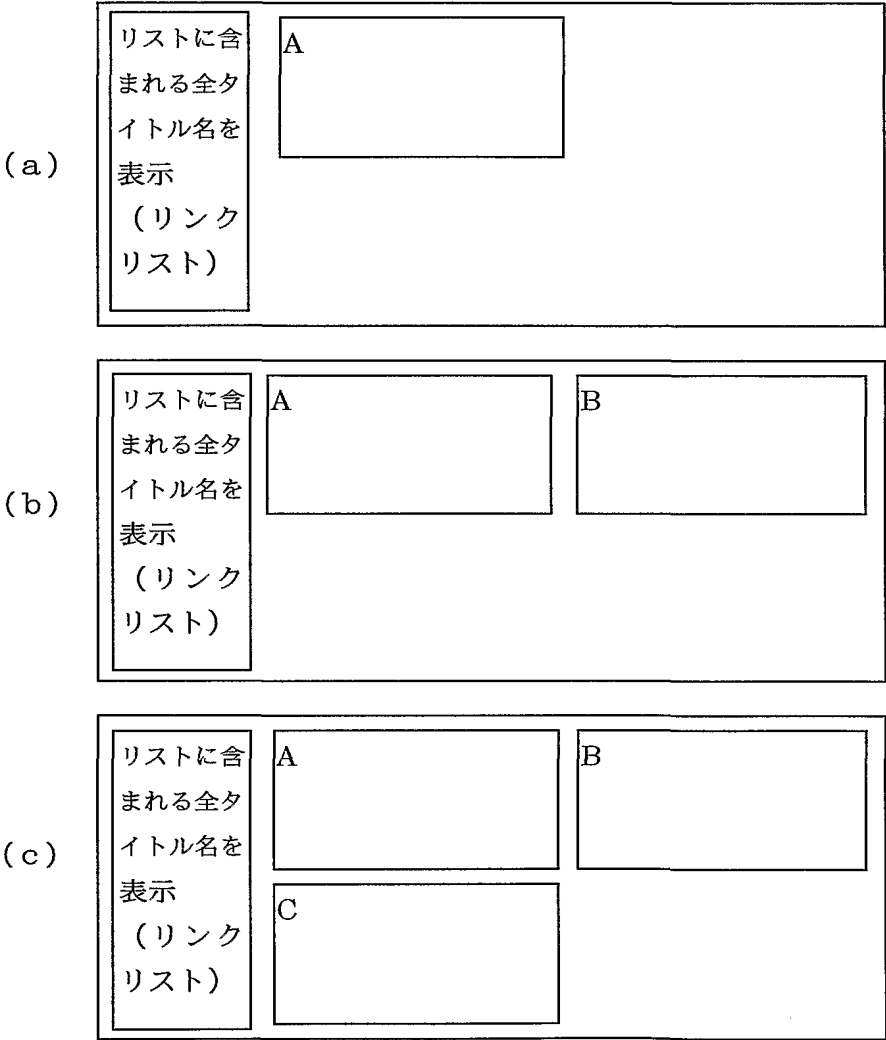 (a)
リストに含
まれる全タ
イトル名を
表示
(リンク
リスト)
A
(b)
リストに含
まれる全タ
イトル名を
表示
(リンク
リスト)
A
B
(c)
リストに含
まれる全タ
イトル名を
表示
(リンク
リスト)
A
B
C